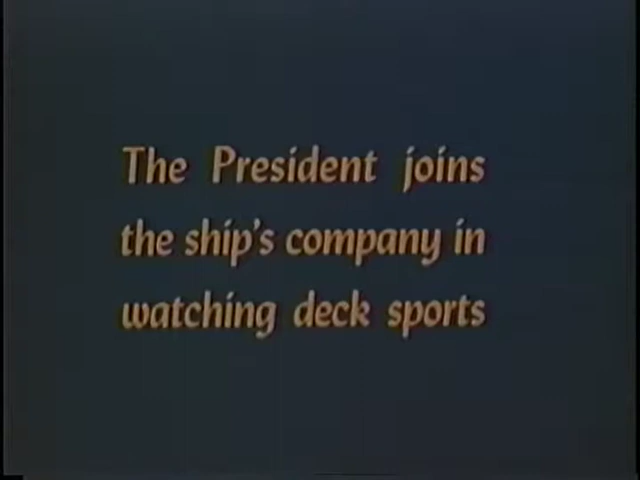 The President joins
the ship's company in
watching deck sports